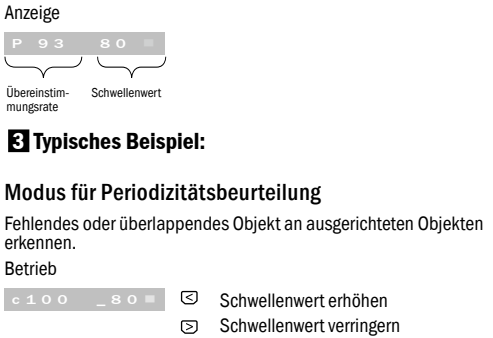 Anzeige
P 93 80
Übereinstim-
mungsrate
Schwellenwert
3 Typisches Beispiel:
Modus für Periodizitätsbeurteilung
Fehlendes oder überlappendes Objekt an ausgerichteten Objekten
erkennen.
Betrieb
c100 _80
< Schwellenwert erhöhen
> Schwellenwert verringern